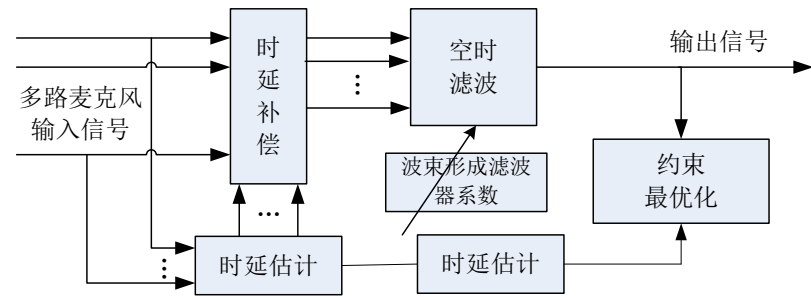 时
延
补
偿
空时
滤波
输出信号
多路麦克风
输入信号
波束形成滤波
器系数
约束
最优化
时延估计
时延估计